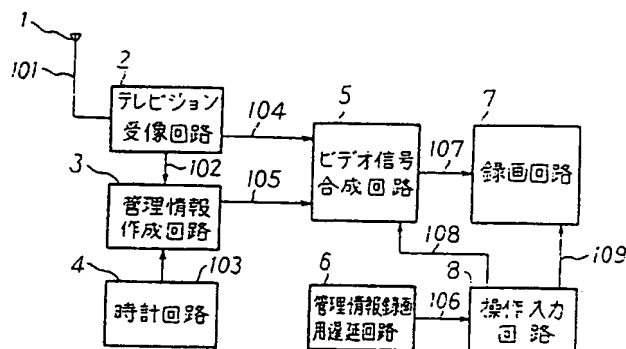 1
101
2
テレビジョン
受像回路
104
5
ビデオ信号
合成回路
107
7
録画回路
102
3
管理情報
作成回路
105
4
時計回路
103
108
6
管理情報録画
用遅延回路
106
8
操作入力
回路
109